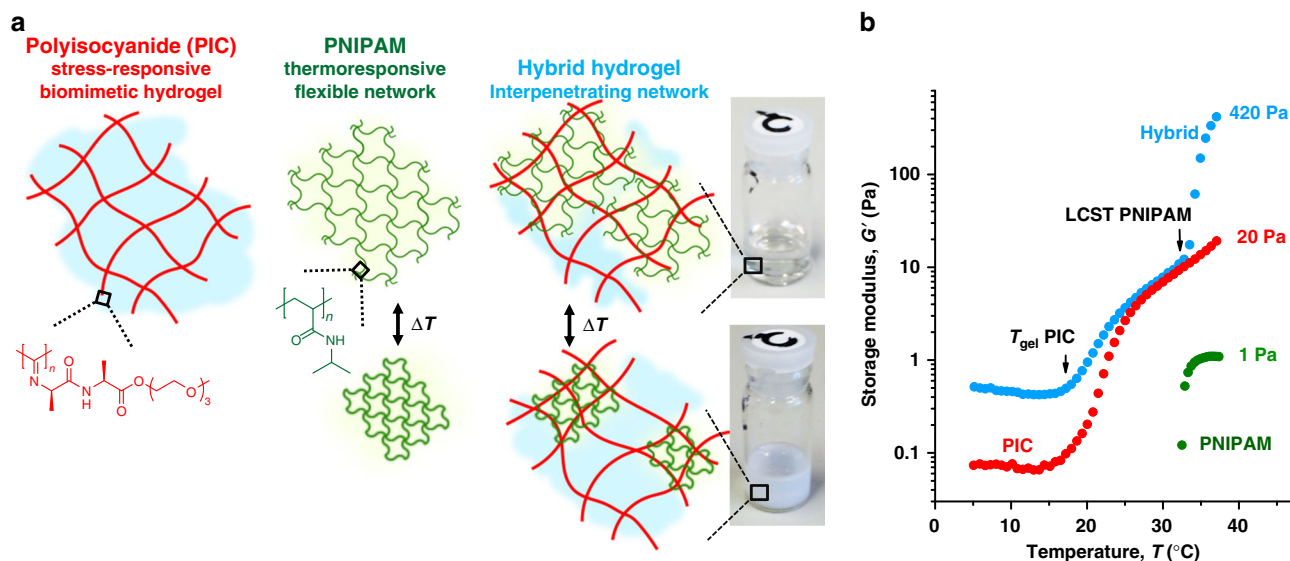 a
Polyisocyanide (PIC)
stress-responsive
biomimetic hydrogel
PNIPAM
thermoresponsive
flexible network
Hybrid hydrogel
Interpenetrating network
ΔT
ΔT
[ ]n
N
O
N
H
O
O
( O )3
[ ]n
O
N
H
b
Storage modulus, G′ (Pa)
100
10
1
0.1
0
10
20
30
40
Temperature, T (°C)
Hybrid
420 Pa
LCST PNIPAM
20 Pa
Tgel PIC
1 Pa
PIC
PNIPAM